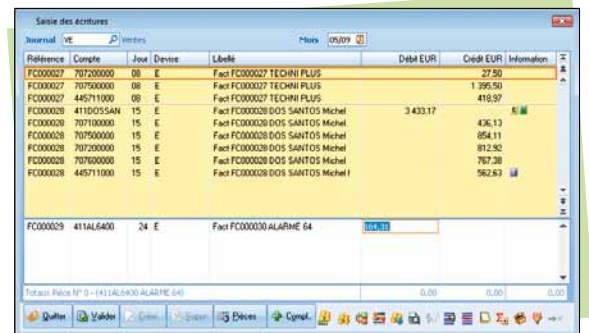 Saisie des écritures
Journal VE Ventes Mois 05/09
Référence Compte Jour Devise Libellé Débit EUR Crédit EUR Information
FC000027 707200000 08 E Fact FC000027 TECHNI PLUS 27,50
FC000027 707500000 08 E Fact FC000027 TECHNI PLUS 1 395,50
FC000027 445711000 08 E Fact FC000027 TECHNI PLUS 418,97
FC000028 411DOSSAN 15 E Fact FC000028 DOS SANTOS Michel 3 433,17
FC000028 707100000 15 E Fact FC000028 DOS SANTOS Michel 436,13
FC000028 707500000 15 E Fact FC000028 DOS SANTOS Michel 854,11
FC000028 707200000 15 E Fact FC000028 DOS SANTOS Michel 812,92
FC000028 707600000 15 E Fact FC000028 DOS SANTOS Michel 767,38
FC000028 445711000 15 E Fact FC000028 DOS SANTOS Michel 562,63
FC000029 411AL6400 24 E Fact FC000030 ALARME 64 164,31
Totaux Pièce N° 0 - (411AL6400 ALARME 64) 0,00 0,00 0,00
Quitter Valider Créer Suppr. Pièces Compl.